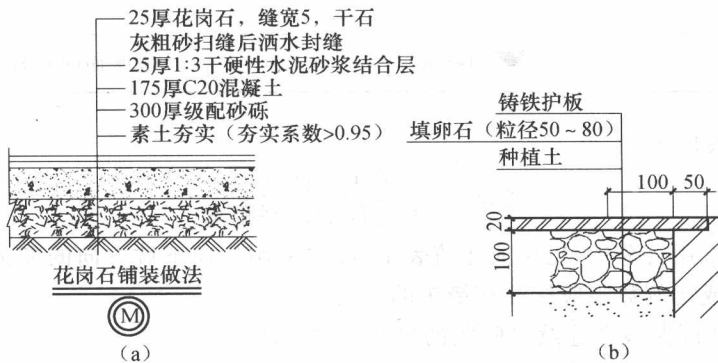 25厚花岗石，缝宽5，干石
灰粗砂扫缝后洒水封缝
25厚1:3干硬性水泥砂浆结合层
175厚C20混凝土
300厚级配砂砾
素土夯实（夯实系数>0.95）
花岗石铺装做法
M
(a)
铸铁护板
填卵石（粒径50～80）
种植土
100 50
20
100
(b)